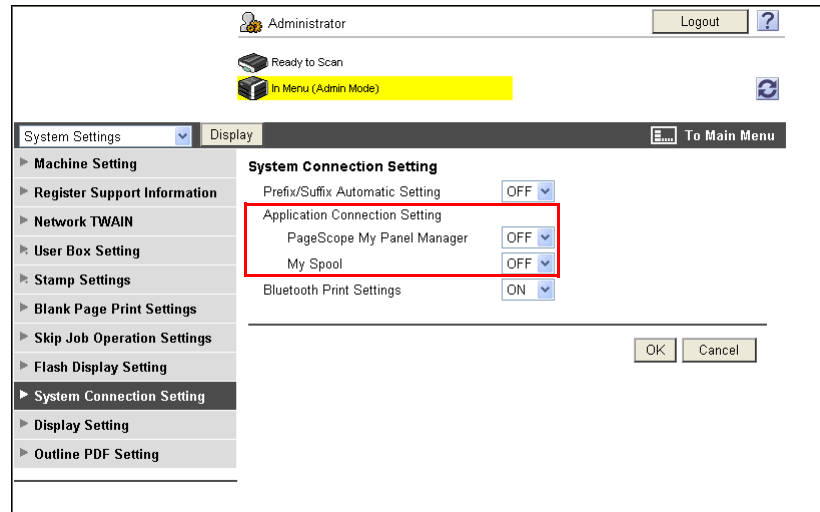 Administrator
Logout
?
Ready to Scan
In Menu (Admin Mode)
System Settings
Display
To Main Menu
Machine Setting
Register Support Information
Network TWAIN
User Box Setting
Stamp Settings
Blank Page Print Settings
Skip Job Operation Settings
Flash Display Setting
System Connection Setting
Display Setting
Outline PDF Setting
System Connection Setting
Prefix/Suffix Automatic Setting OFF
Application Connection Setting
PageScope My Panel Manager OFF
My Spool OFF
Bluetooth Print Settings ON
OK Cancel